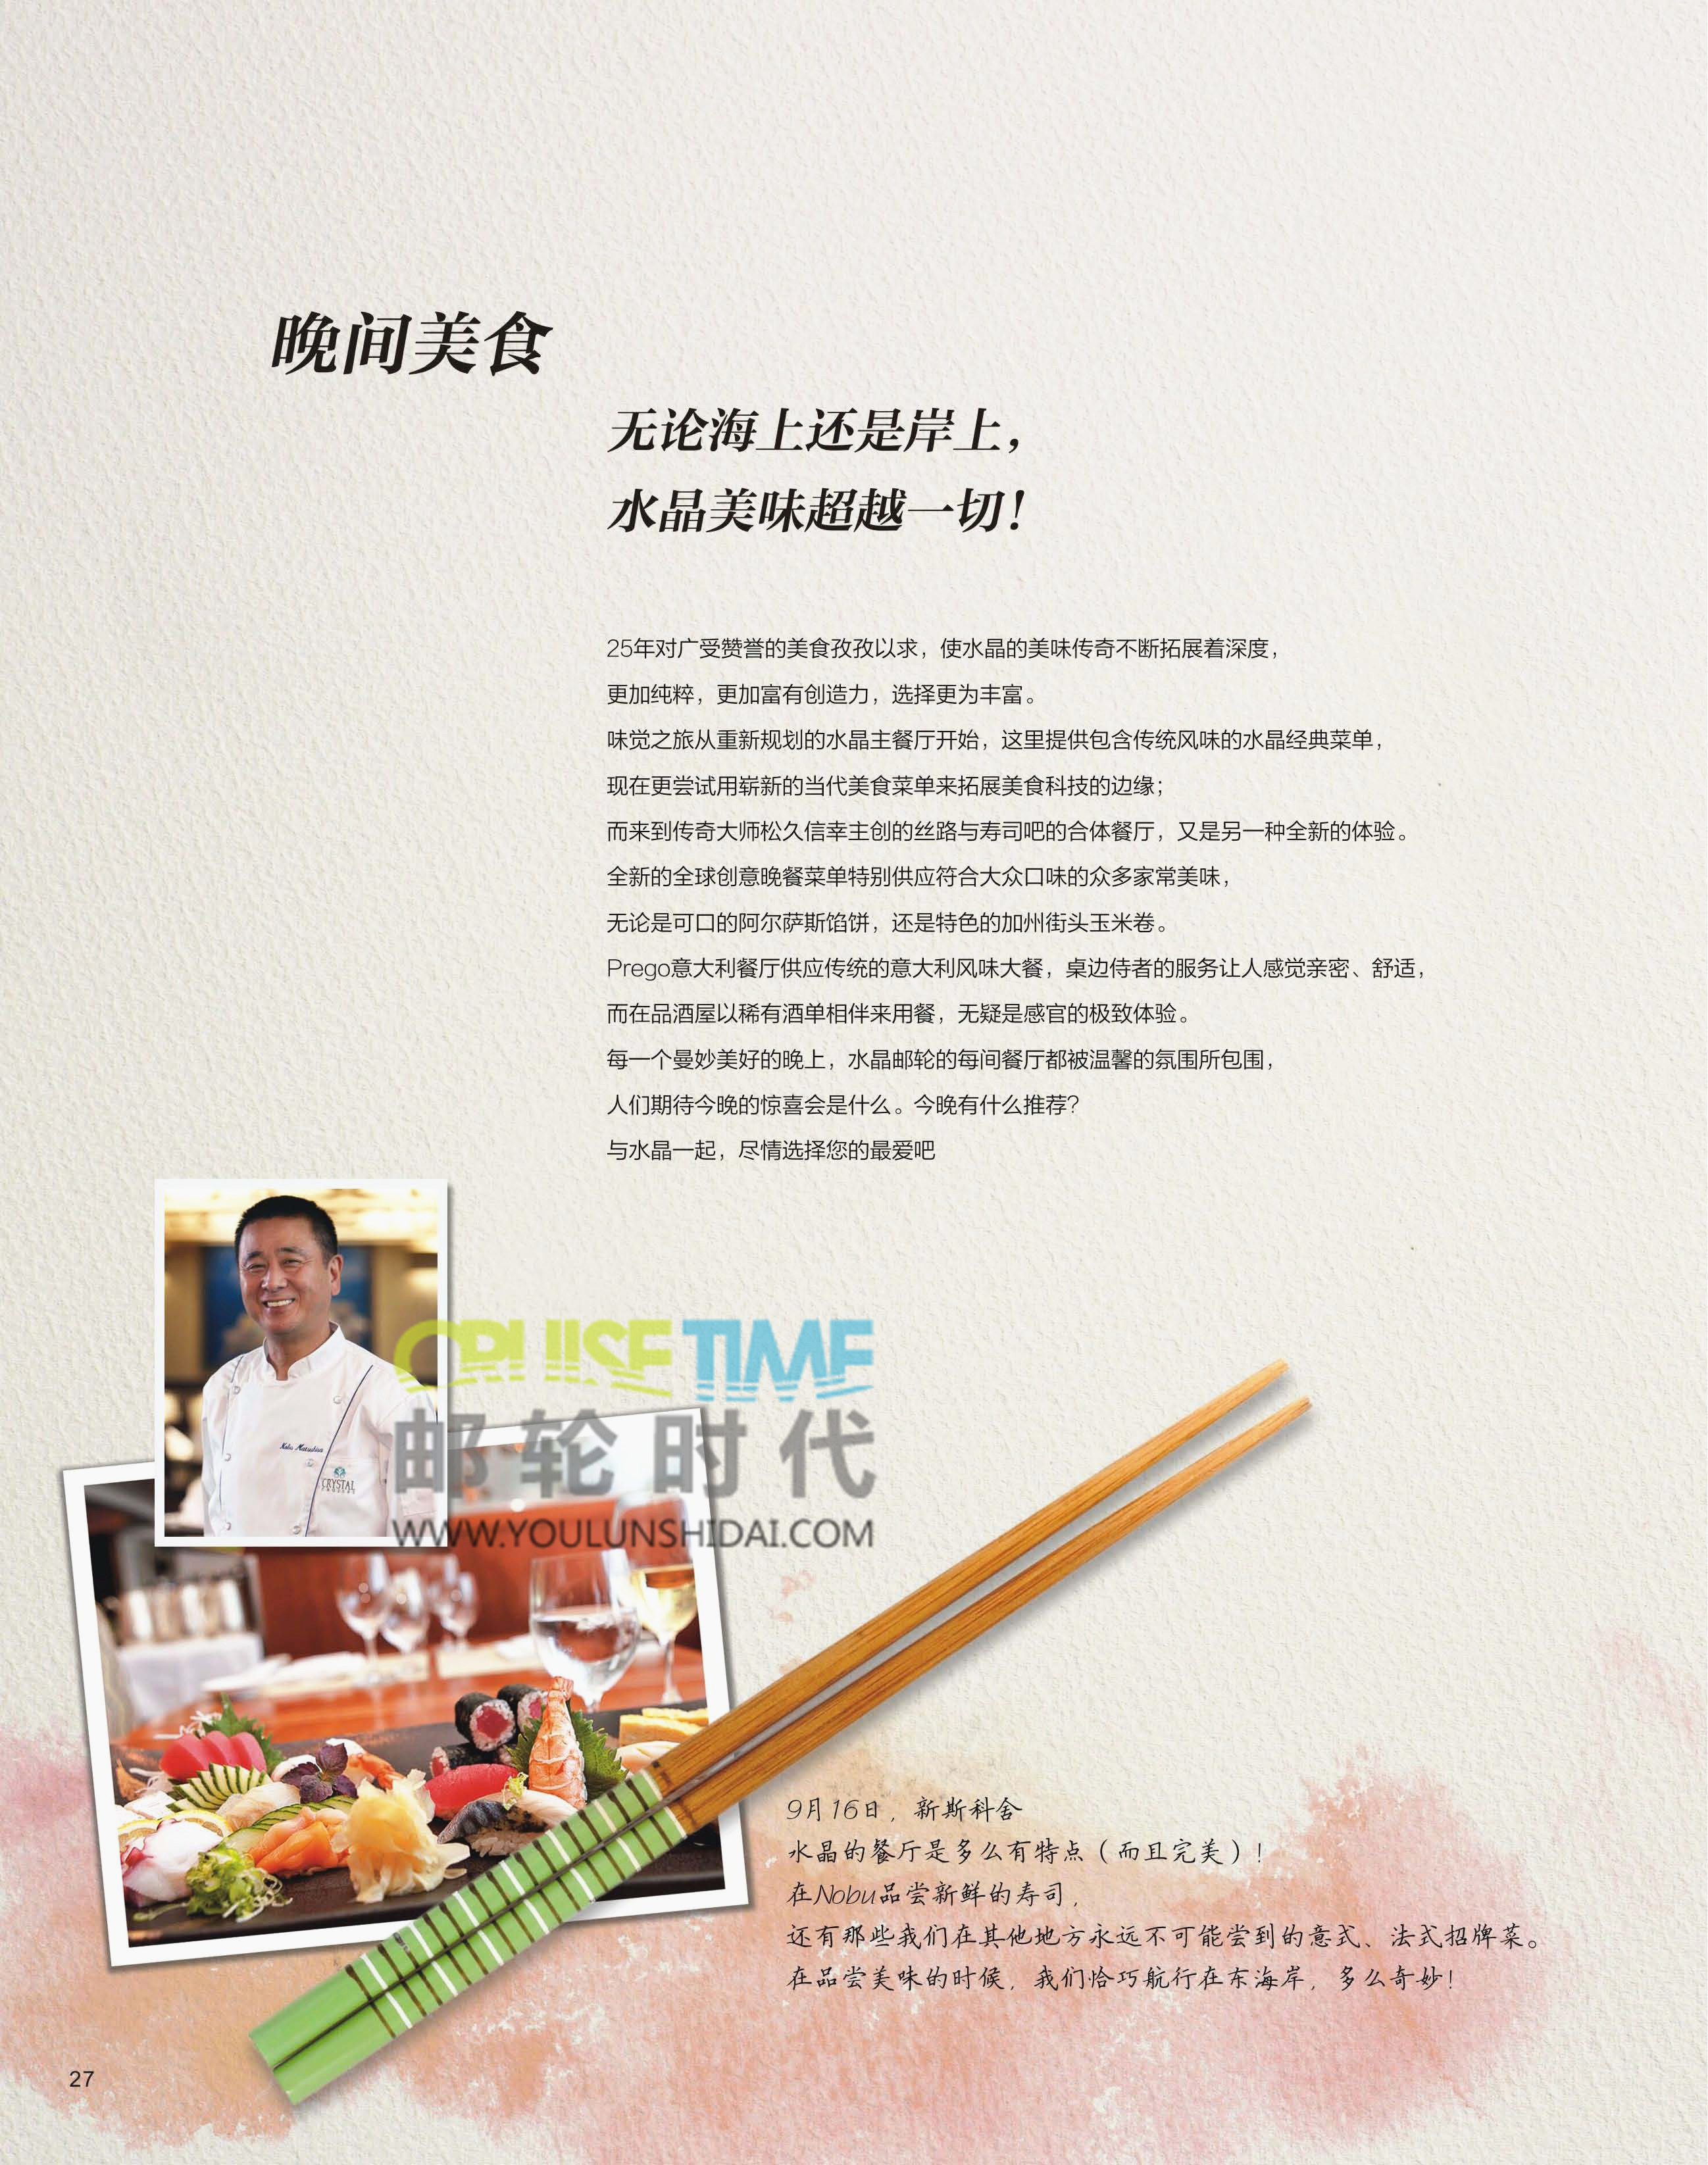 晚间美食
无论海上还是岸上，
水晶美味超越一切！
25年对广受赞誉的美食孜孜以求，使水晶的美味传奇不断拓展着深度，
更加纯粹，更加富有创造力，选择更为丰富。
味觉之旅从重新规划的水晶主餐厅开始，这里提供包含传统风味的水晶经典菜单，
现在更尝试用崭新的当代美食菜单来拓展美食科技的边缘；
而来到传奇大师松久信幸主创的丝路与寿司吧的合体餐厅，又是另一种全新的体验。
全新的全球创意晚餐菜单特别供应符合大众口味的众多家常美味，
无论是可口的阿尔萨斯馅饼，还是特色的加州街头玉米卷。
Prego意大利餐厅供应传统的意大利风味大餐，桌边侍者的服务让人感觉亲密、舒适，
而在品酒屋以稀有酒单相伴来用餐，无疑是感官的极致体验。
每一个曼妙美好的晚上，水晶邮轮的每间餐厅都被温馨的氛围所包围，
人们期待今晚的惊喜会是什么。今晚有什么推荐？
与水晶一起，尽情选择您的最爱吧
Nobu Matsuhisa
CRYSTAL
CRUISE TIME
邮轮时代
WWW.YOULUNSHIDAI.COM
9月16日，新斯科舍
水晶的餐厅是多么有特点（而且完美）！
在Nobu品尝新鲜的寿司，
还有那些我们在其他地方永远不可能尝到的意式、法式招牌菜。
在品尝美味的时候，我们恰巧航行在东海岸，多么奇妙！
27